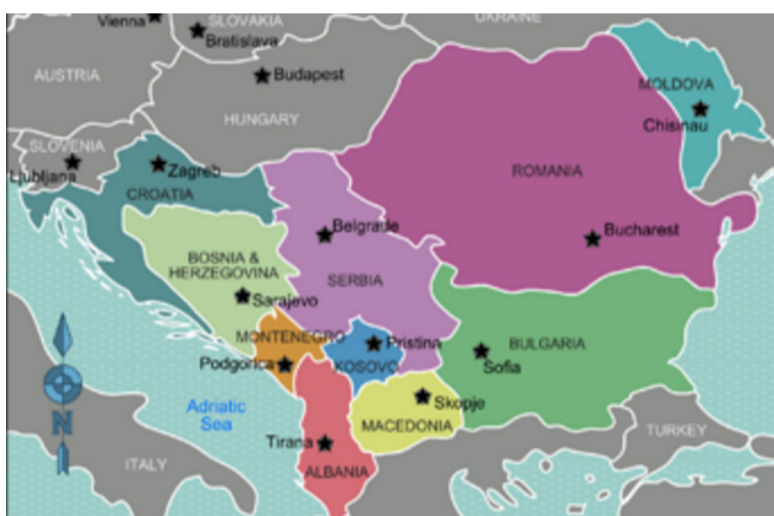 UKRAINE
Vienna
SLOVAKIA
Bratislava
AUSTRIA
Budapest
HUNGARY
MOLDOVA
Chisinau
SLOVENIA
Ljubljana
Zagreb
CROATIA
ROMANIA
Belgrade
Bucharest
BOSNIA &
HERZEGOVINA
SERBIA
Sarajevo
MONTENEGRO
Pristina
BULGARIA
Podgorica
KOSOVO
Sofia
Adriatic
Sea
Skopje
N
MACEDONIA
TURKEY
Tirana
ITALY
ALBANIA